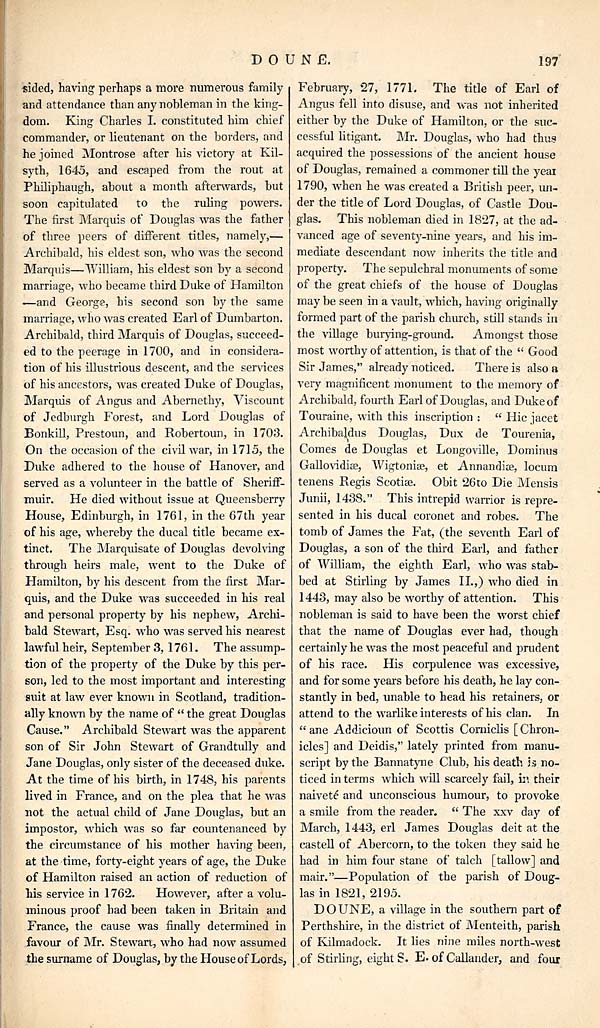 DOUNE.
197
sided, having perhaps a more numerous family
and attendance than any nobleman in the king-
dom. King Charles I. constituted him chief
commander, or lieutenant on the borders, and
he joined Montrose after his victory at Kil-
syth, 1645, and escaped from the rout at
Philiphaugh, about a month afterwards, but
soon capitulated to the ruling powers.
The first Marquis of Douglas was the father
of three peers of different titles, namely,—
Archibald, his eldest son, who was the second
Marquis—William, his eldest son by a second
marriage, who became third Duke of Hamilton
—and George, his second son by the same
marriage, who was created Earl of Dumbarton.
Archibald, third Marquis of Douglas, succeed-
ed to the peerage in 1700, and in considera-
tion of his illustrious descent, and the services
of his ancestors, was created Duke of Douglas,
Marquis of Angus and Abernethy, Viscount
of Jedburgh Forest, and Lord Douglas of
Bonkill, Prestoun, and Robertoun, in 1703.
On the occasion of the civil war, in 1715, the
Duke adhered to the house of Hanover, and
served as a volunteer in the battle of Sheriff-
muir. He died without issue at Queensberry
House, Edinburgh, in 1761, in the 67th year
of his age, whereby the ducal title became ex-
tinct. The Marquisate of Douglas devolving
through heirs male, went to the Duke of
Hamilton, by his descent from the first Mar-
quis, and the Duke was succeeded in his real
and personal property by his nephew, Archi-
bald Stewart, Esq. who was served his nearest
lawful heir, September 3, 1761. The assump-
tion of the property of the Duke by this per-
son, led to the most important and interesting
suit at law ever known in Scotland, tradition-
ally known by the name of “ the great Douglas
Cause.” Archibald Stewart was the apparent
son of Sir John Stewart of Grandtully and
Jane Douglas, only sister of the deceased duke.
At the time of his birth, in 1748, his parents
lived in France, and on the plea that he was
not the actual child of Jane Douglas, but an
impostor, which was so far countenanced by
the circumstance of his mother having been,
at the time, forty-eight years of age, the Duke
of Hamilton raised an action of reduction of
his service in 1762. However, after a volu-
minous proof had been taken in Britain and
France, the cause was finally determined in
favour of Mr. Stewart, who had now assumed
the surname of Douglas, by the House of Lords,
February, 27, 1771. The title of Earl of
Angus fell into disuse, and was not inherited
either by the Duke of Hamilton, or the suc-
cessful litigant. Mr. Douglas, who had thus
acquired the possessions of the ancient house
of Douglas, remained a commoner till the year
1790, when he was created a British peer, un-
der the title of Lord Douglas, of Castle Dou-
glas. This nobleman died in 1827, at the ad-
vanced age of seventy-nine years, and his im-
mediate descendant now inherits the title and
property. The sepulchral monuments of some
of the great chiefs of the house of Douglas
may be seen in a vault, which, having originally
formed part of the parish church, still stands in
the village burying-ground. Amongst those
most worthy of attention, is that of the “ Good
Sir James,” already noticed. There is also a
very magnificent monument to the memory of
Archibald, fourth Earl of Douglas, and Duke of
Touraine, with this inscription : “ Hic jacet
Archibaldus Douglas, Dux de Tourenia,
Comes de Douglas et Longoville, Dominus
Gallovidiæ, Wigtoniæ, et Annandiæ, locum
tenens Regis Scotiæ. Obit 26to Die Mensis
Junii, 1438.” This intrepid warrior is repre-
sented in his ducal coronet and robes. The
tomb of James the Fat, (the seventh Earl of
Douglas, a son of the third Earl, and father
of William, the eighth Earl, who was stab-
bed at Stirling by James II.,) who died in
1443, may also be worthy of attention. This
nobleman is said to have been the worst chief
that the name of Douglas ever had, though
certainly he was the most peaceful and prudent
of his race. His corpulence was excessive,
and for some years before his death, he lay con-
stantly in bed, unable to head his retainers, or
attend to the warlike interests of his clan. In
“ ane Addicioun of Scottis Corniclis [Chron-
icles] and Deidis,” lately printed from manu-
script by the Bannatyne Club, his death is no-
ticed in terms which will scarcely fail, in their
naiveté and unconscious humour, to provoke
a smile from the reader. “ The xxv day of
March, 1443, erl James Douglas deit at the
castell of Abercorn, to the token they said he
had in him four stane of talch [tallow] and
mair.”—Population of the parish of Doug-
las in 1821, 2195.
DOUNE, a village in the southern part of
Perthshire, in the district of Menteith, parish
of Kilmadock. It lies nine miles north-west
of Stirling, eight S. E. of Callander, and four